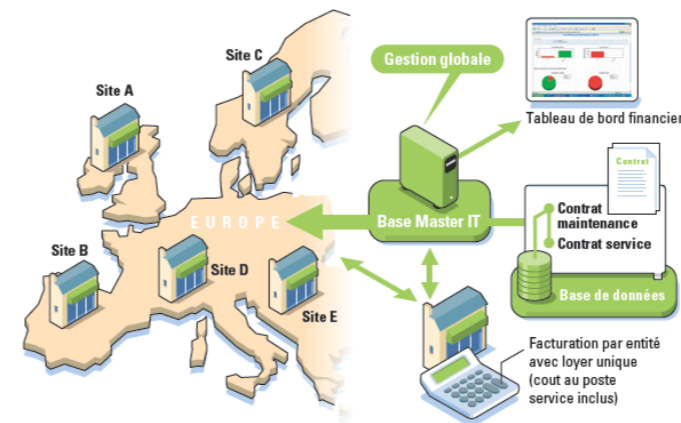 Site C
Gestion globale
Site A
Tableau de bord financier
Contrat
EUROPE
Base Master IT
Contrat
maintenance
Contrat service
Site B
Site D
Site E
Base de données
Facturation par entité
avec loyer unique
(cout au poste
service inclus)